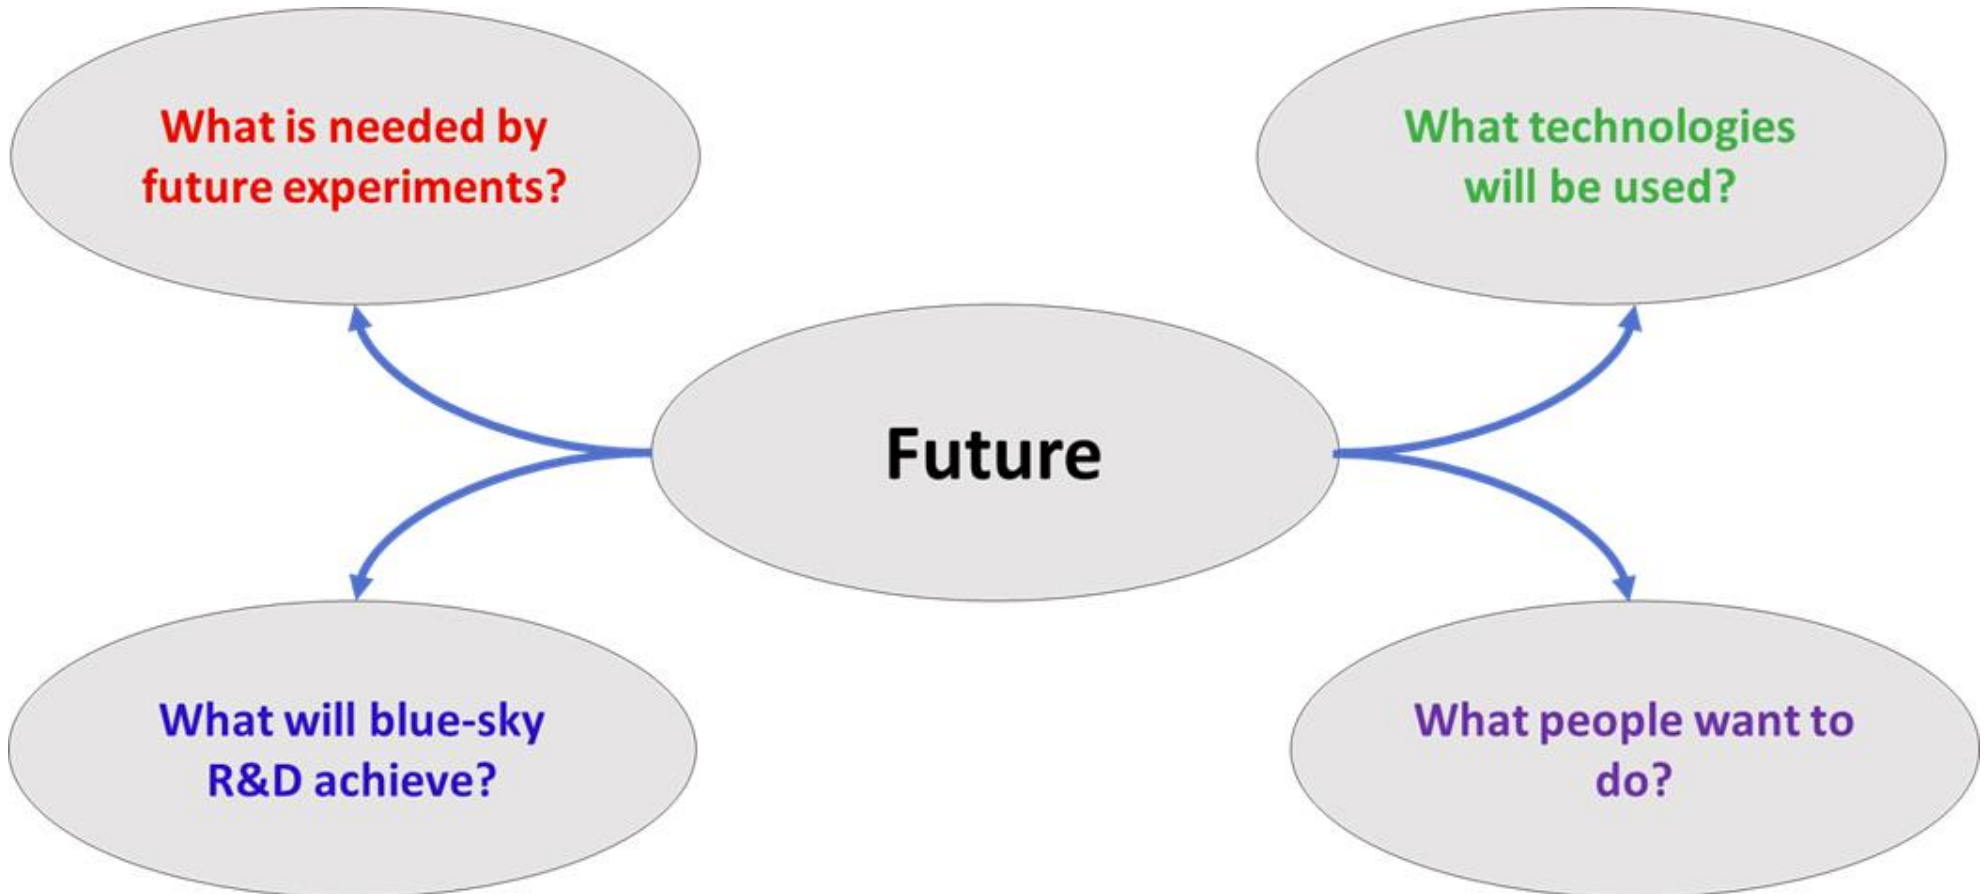 What is needed by
future experiments?
What technologies
will be used?
Future
What will blue-sky
R&D achieve?
What people want to
do?